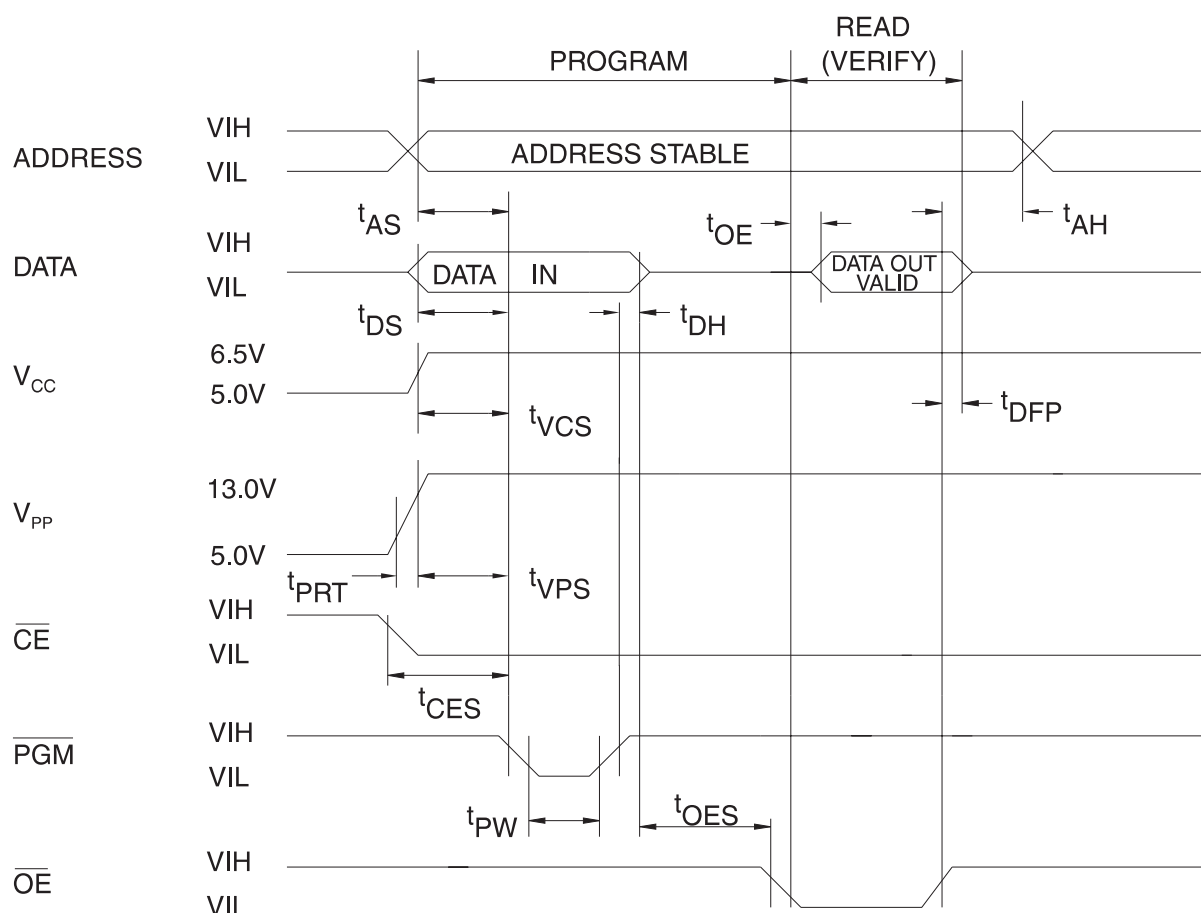 READ
PROGRAM (VERIFY)
VIH
ADDRESS ADDRESS STABLE
VIL
tAS tOE tAH
VIH
DATA DATA IN DATA OUT
VIL VALID
tDS tDH
6.5V
VCC
5.0V
tVCS tDFP
13.0V
VPP
5.0V
tPRT tVPS
VIH
CE
VIL
tCES
VIH
PGM
VIL
tPW tOES
VIH
OE
VIL